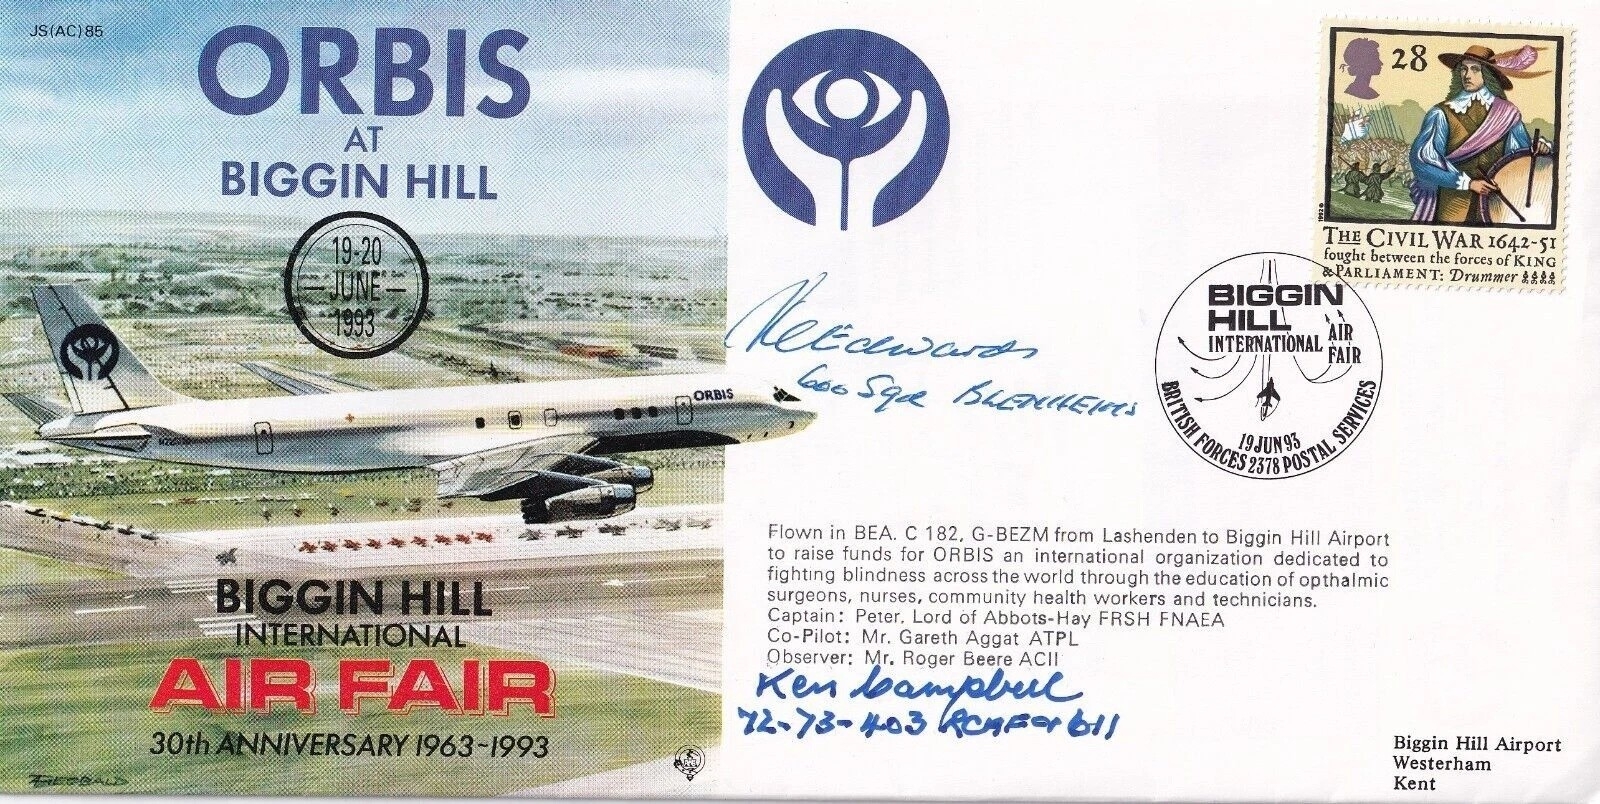 JS(AC)85
ORBIS
AT
BIGGIN HILL
19-20
JUNE
1993
ORBIS
BIGGIN HILL
INTERNATIONAL
AIR FAIR
30th ANNIVERSARY 1963~1993
28
1992
THE CIVIL WAR 1642-51
fought between the forces of KING
& PARLIAMENT: Drummer
BIGGIN
HILL
INTERNATIONAL AIR
FAIR
19 JUN 93
BRITISH FORCES 2378 POSTAL SERVICES
Edwards
600 Sqd BLENHEIMS
Flown in BEA. C 182, G-BEZM from Lashenden to Biggin Hill Airport
to raise funds for ORBIS an international organization dedicated to
fighting blindness across the world through the education of opthalmic
surgeons, nurses, community health workers and technicians.
Captain: Peter, Lord of Abbots-Hay FRSH FNAEA
Co-Pilot: Mr. Gareth Aggat ATPL
Observer: Mr. Roger Beere ACII
Ken Campbell
72-73-403 RCAF 611
Biggin Hill Airport
Westerham
Kent